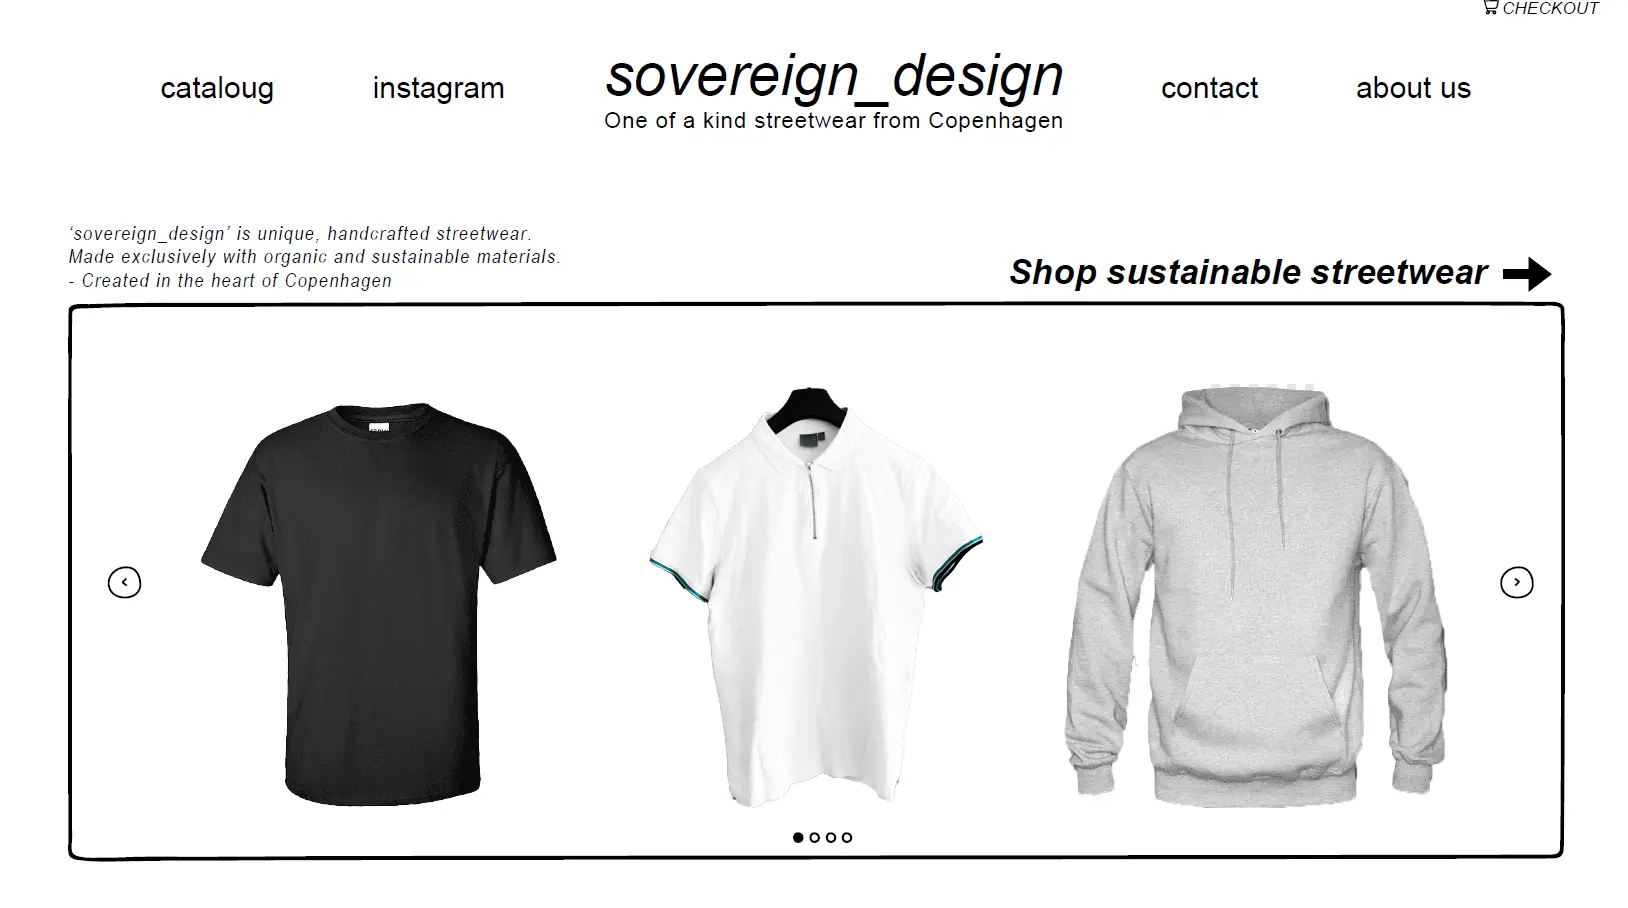 CHECKOUT
cataloug
instagram
sovereign_design
contact
about us
One of a kind streetwear from Copenhagen
‘sovereign_design’ is unique, handcrafted streetwear.
Made exclusively with organic and sustainable materials.
- Created in the heart of Copenhagen
Shop sustainable streetwear